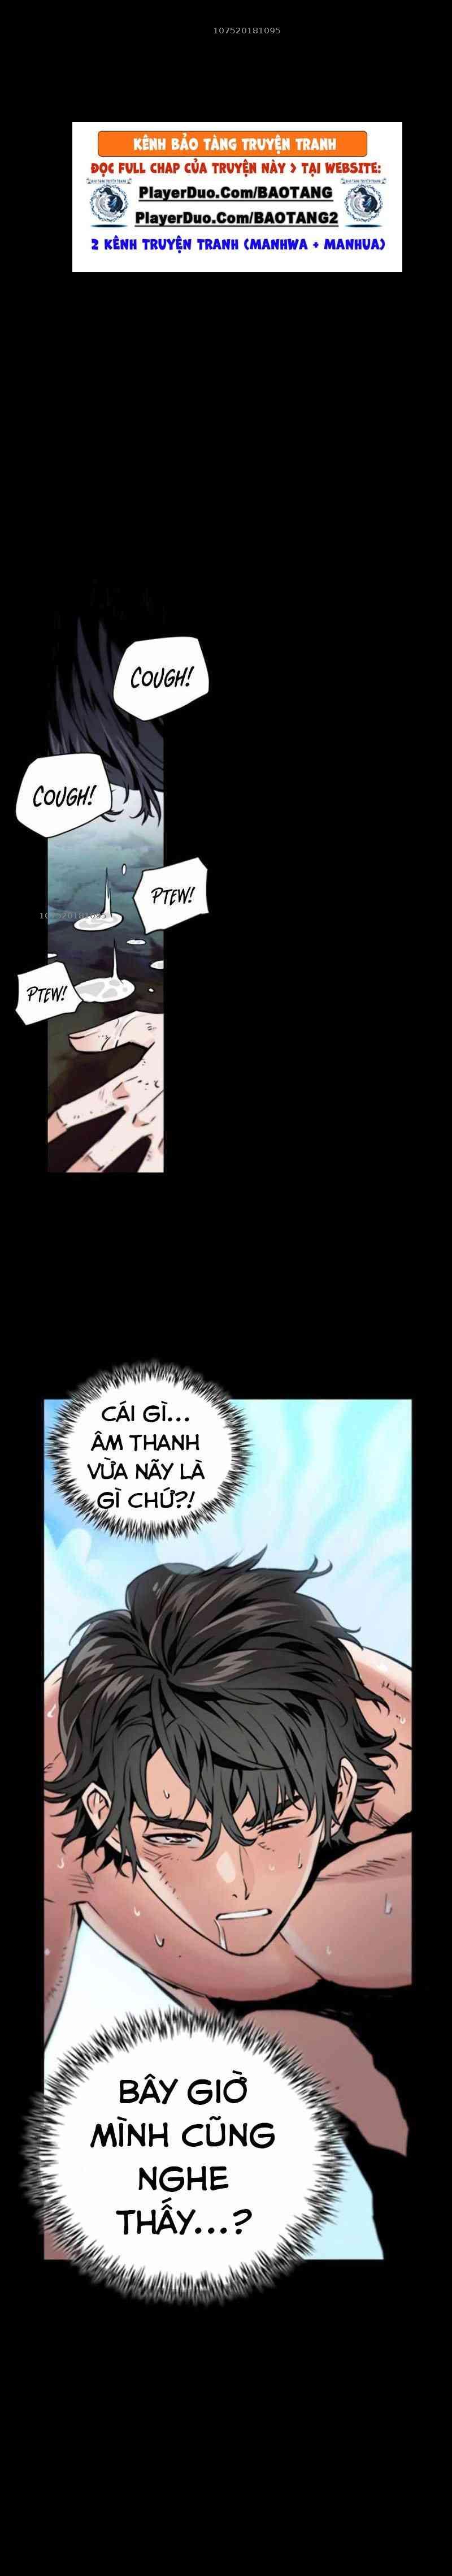 107520181095
KÊNH BẢO TÀNG TRUYỆN TRANH
ĐỌC FULL CHAP CỦA TRUYỆN NÀY > TẠI WEBSITE:
PlayerDuo.Com/BAOTANG
PlayerDuo.Com/BAOTANG2
2 KÊNH TRUYỆN TRANH (MANHWA + MANHUA)
COUGH!
COUGH!
PTEW!
107520181095
PTEW!
CÁI GÌ...
ÂM THANH
VỪA NÃY LÀ
GÌ CHỨ?!
BÂY GIỜ
MÌNH CŨNG
NGHE
THẤY...?